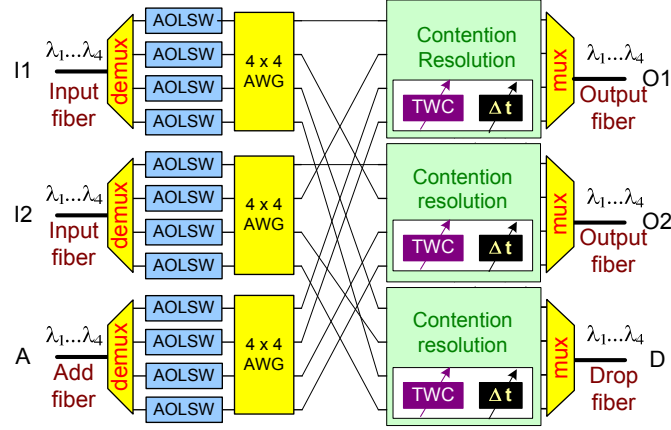 λ1...λ4
I1
Input
fiber
demux
AOLSW
AOLSW
AOLSW
AOLSW
4 x 4
AWG
Contention
Resolution
TWC
Δt
mux
λ1...λ4
O1
Output
fiber
λ1...λ4
I2
Input
fiber
demux
AOLSW
AOLSW
AOLSW
AOLSW
4 x 4
AWG
Contention
resolution
TWC
Δt
mux
λ1...λ4
O2
Output
fiber
λ1...λ4
A
Add
fiber
demux
AOLSW
AOLSW
AOLSW
AOLSW
4 x 4
AWG
Contention
resolution
TWC
Δt
mux
λ1...λ4
D
Drop
fiber